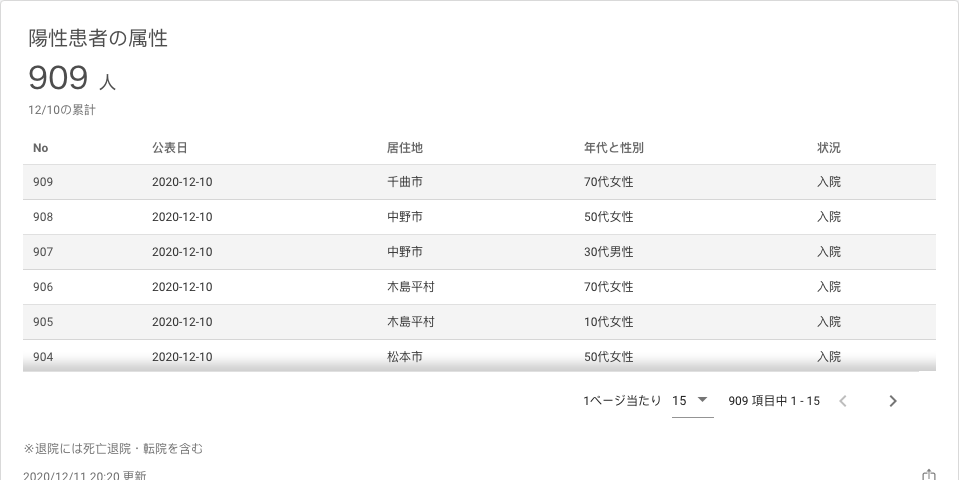 陽性患者の属性
909 人
12/10の累計
No 公表日 居住地 年代と性別 状況
909 2020-12-10 千曲市 70代女性 入院
908 2020-12-10 中野市 50代女性 入院
907 2020-12-10 中野市 30代男性 入院
906 2020-12-10 木島平村 70代女性 入院
905 2020-12-10 木島平村 10代女性 入院
904 2020-12-10 松本市 50代女性 入院
1ページ当たり 15 909 項目中 1 - 15
※退院には死亡退院・転院を含む
2020/12/11 20:20 更新